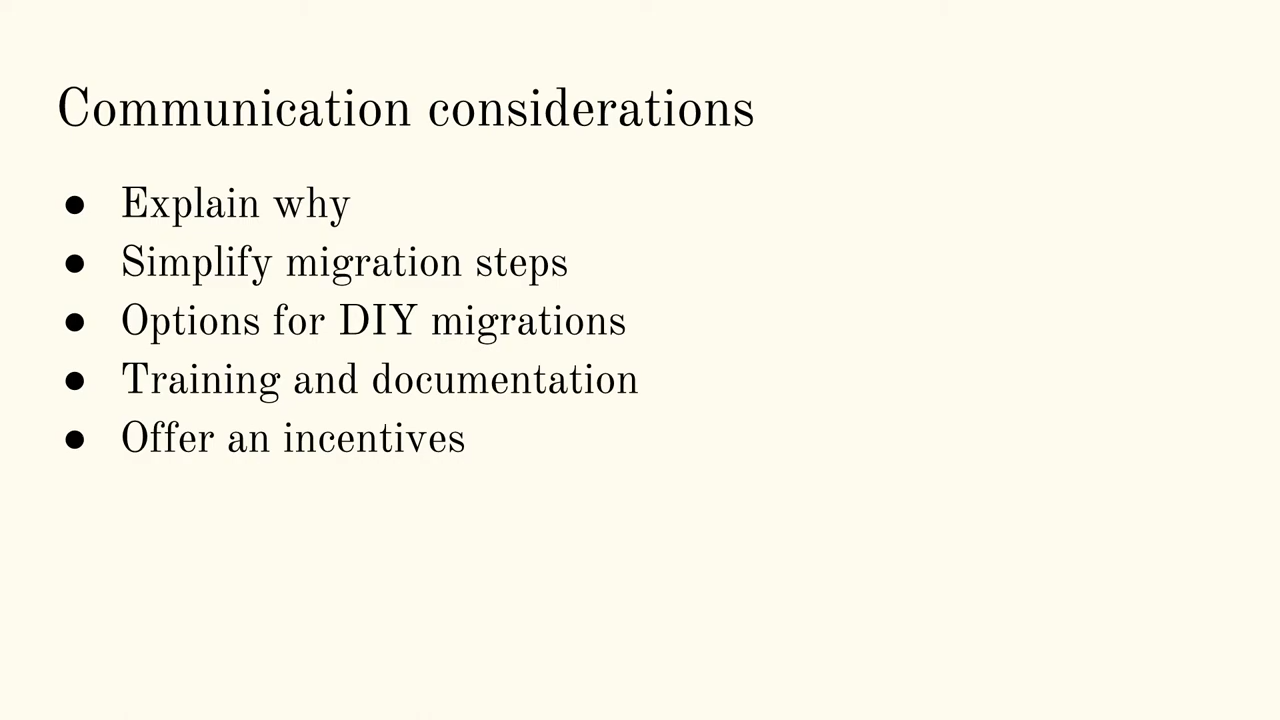 Communication considerations
● Explain why
● Simplify migration steps
● Options for DIY migrations
● Training and documentation
● Offer an incentives